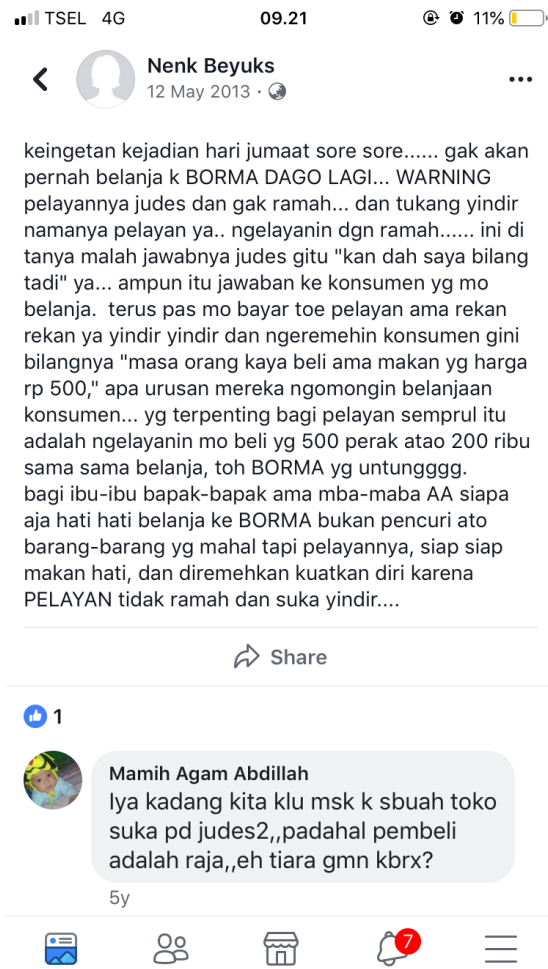 TSEL 4G 09.21 11%
Nenk Beyuks
12 May 2013 ·
keingetan kejadian hari jumaat sore sore...... gak akan
pernah belanja k BORMA DAGO LAGI... WARNING
pelayannya judes dan gak ramah... dan tukang yindir
namanya pelayan ya.. ngelayanin dgn ramah...... ini di
tanya malah jawabnya judes gitu "kan dah saya bilang
tadi" ya... ampun itu jawaban ke konsumen yg mo
belanja. terus pas mo bayar toe pelayan ama rekan
rekan ya yindir yindir dan ngeremehin konsumen gini
bilangnya "masa orang kaya beli ama makan yg harga
rp 500," apa urusan mereka ngomongin belanjaan
konsumen... yg terpenting bagi pelayan semprul itu
adalah ngelayanin mo beli yg 500 perak atao 200 ribu
sama sama belanja, toh BORMA yg untungggg.
bagi ibu-ibu bapak-bapak ama mba-maba AA siapa
aja hati hati belanja ke BORMA bukan pencuri ato
barang-barang yg mahal tapi pelayannya, siap siap
makan hati, dan diremehkan kuatkan diri karena
PELAYAN tidak ramah dan suka yindir....
Share
1
Mamih Agam Abdillah
Iya kadang kita klu msk k sbuah toko
suka pd judes2,,padahal pembeli
adalah raja,,eh tiara gmn kbrx?
5y
7